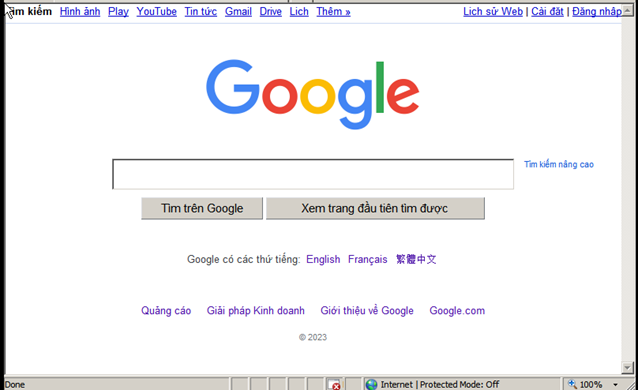 Tìm kiếm Hình ảnh Play YouTube Tin tức Gmail Drive Lịch Thêm » Lịch sử Web | Cài đặt | Đăng nhập
Google
Tìm kiếm nâng cao
Tìm trên Google Xem trang đầu tiên tìm được
Google có các thứ tiếng: English Français 繁體中文
Quảng cáo Giải pháp Kinh doanh Giới thiệu về Google Google.com
© 2023
Done Internet | Protected Mode: Off 100%